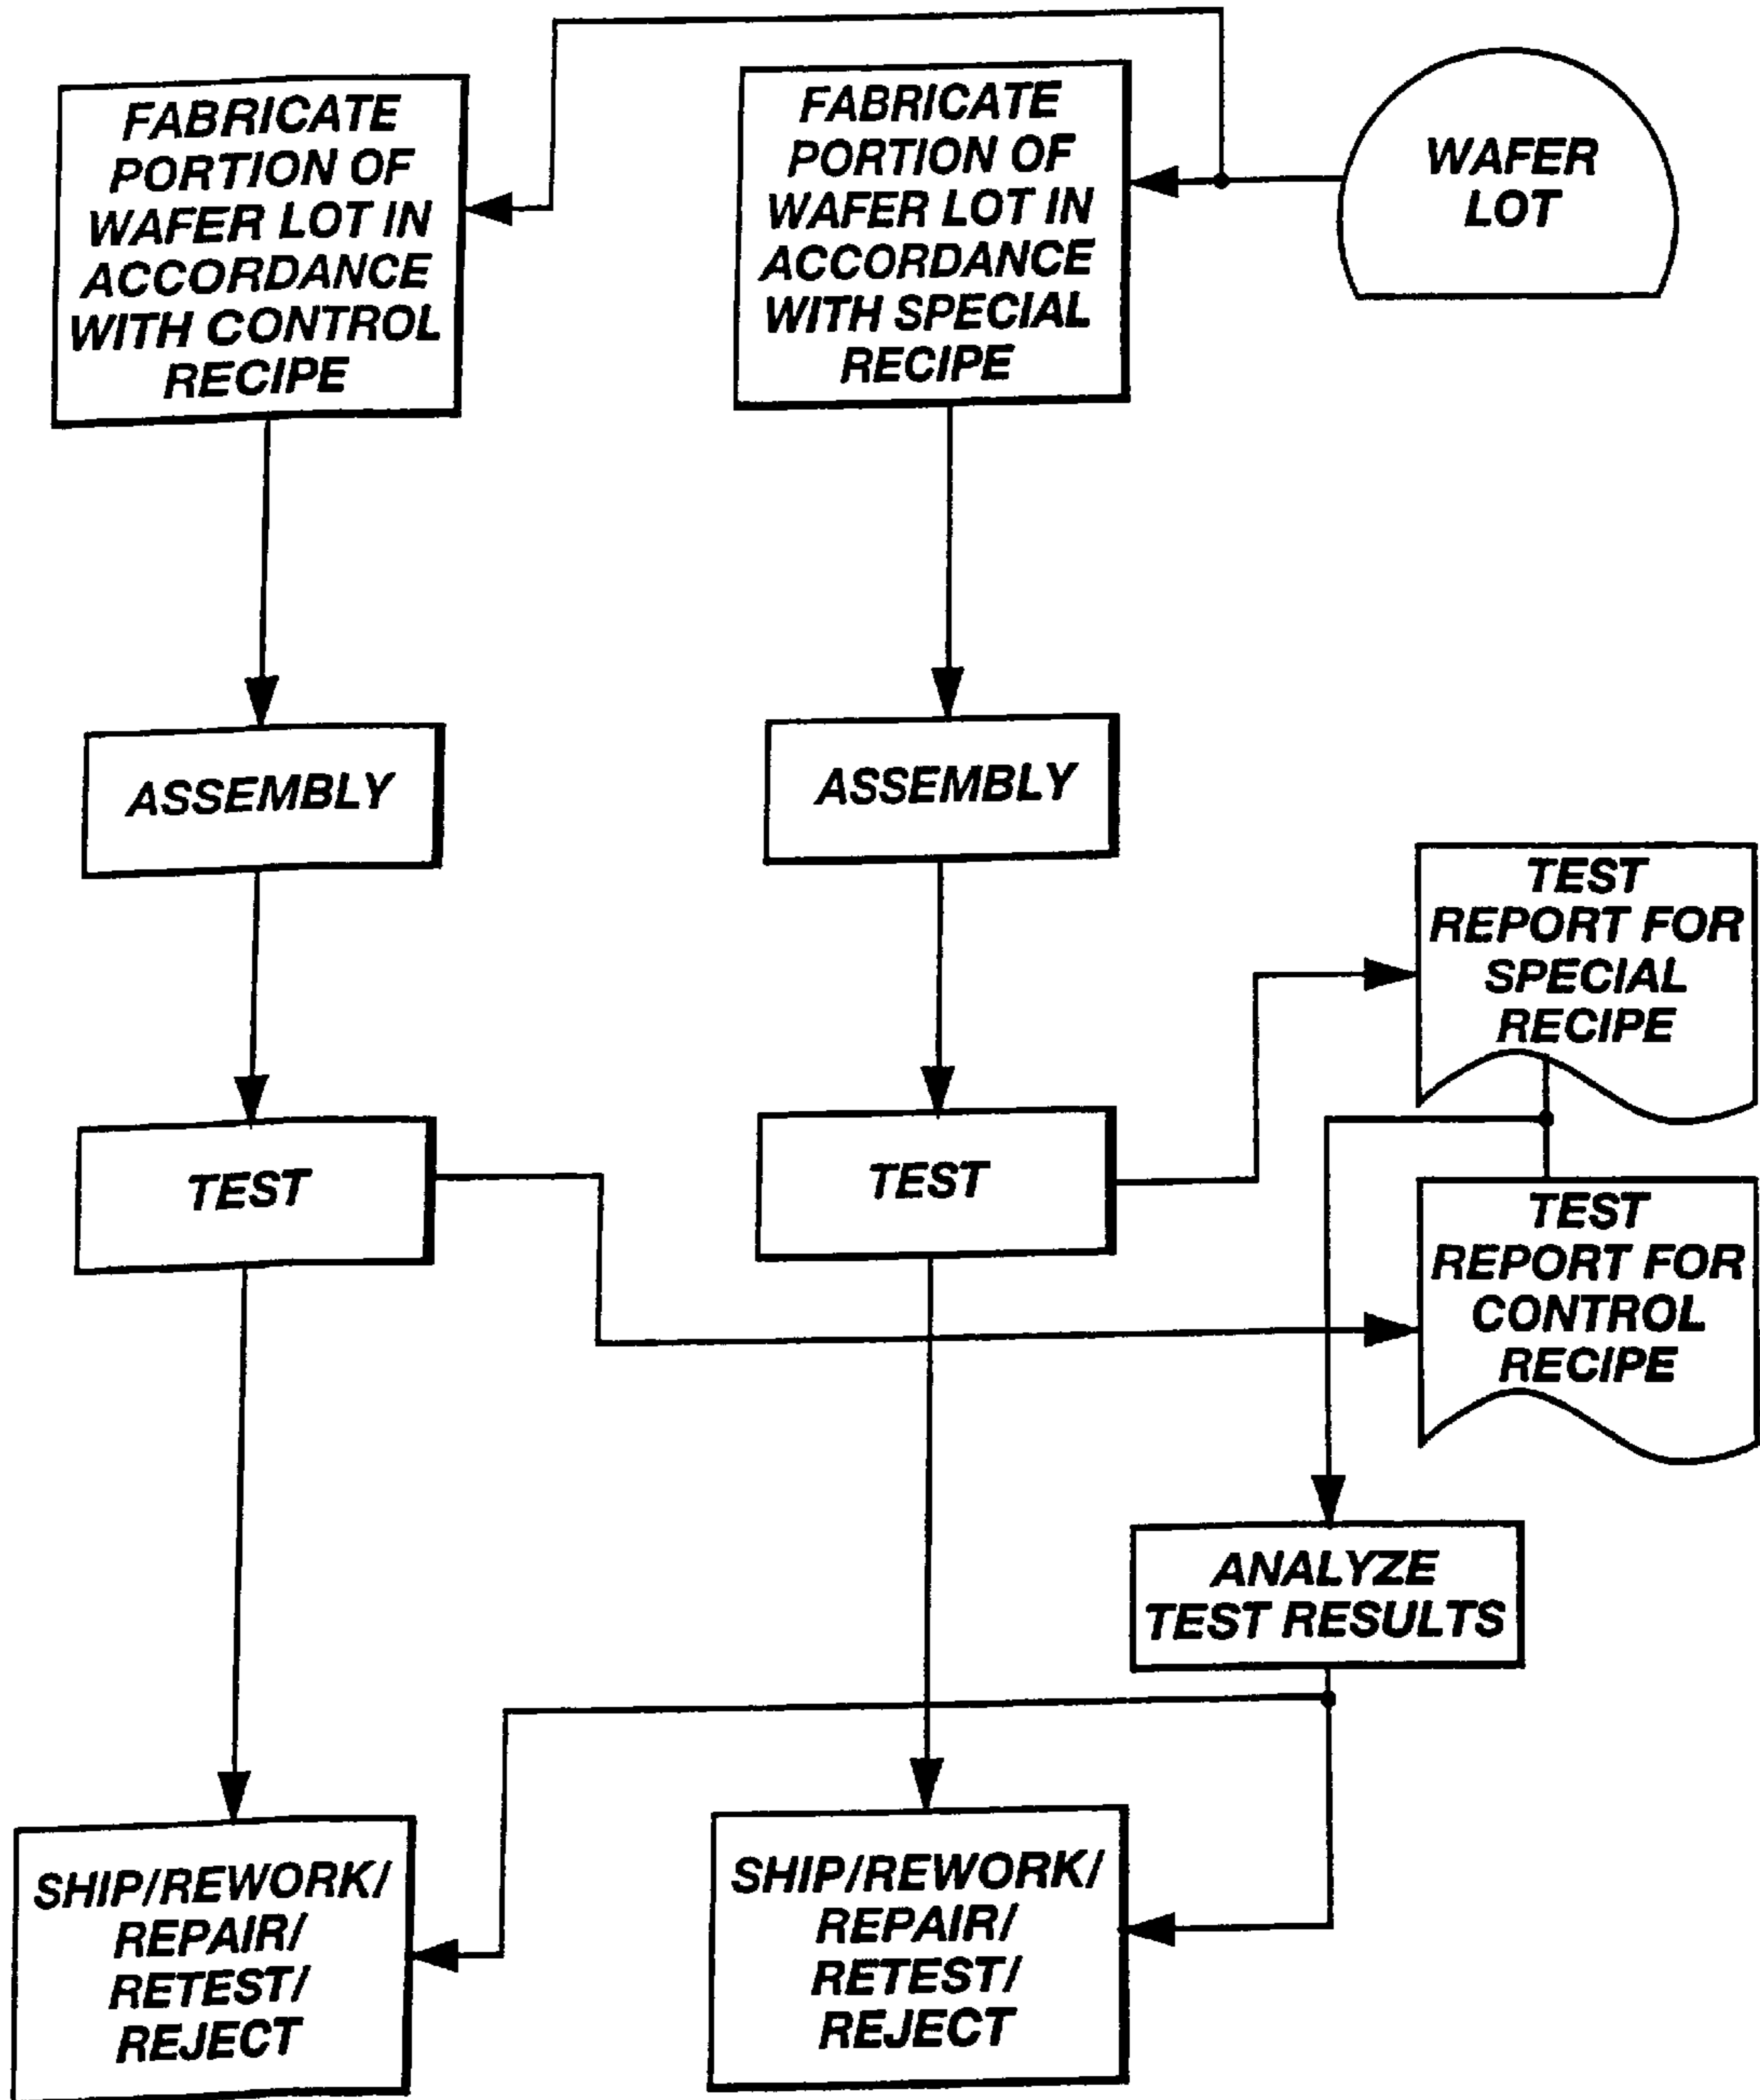 FABRICATE
PORTION OF
WAFER LOT IN
ACCORDANCE
WITH CONTROL
RECIPE
FABRICATE
PORTION OF
WAFER LOT IN
ACCORDANCE
WITH SPECIAL
RECIPE
WAFER
LOT
ASSEMBLY
ASSEMBLY
TEST
REPORT FOR
SPECIAL
RECIPE
TEST
TEST
TEST
REPORT FOR
CONTROL
RECIPE
ANALYZE
TEST RESULTS
SHIP/REWORK/
REPAIR/
RETEST/
REJECT
SHIP/REWORK/
REPAIR/
RETEST/
REJECT